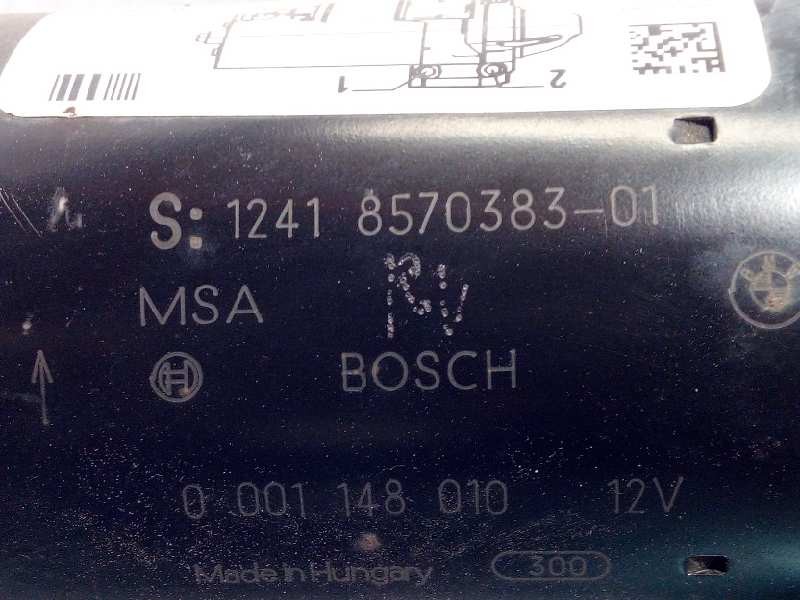 1 2
S: 1241 8570383-01
MSA
BOSCH
0 001 148 010 12V
Made in Hungary 300